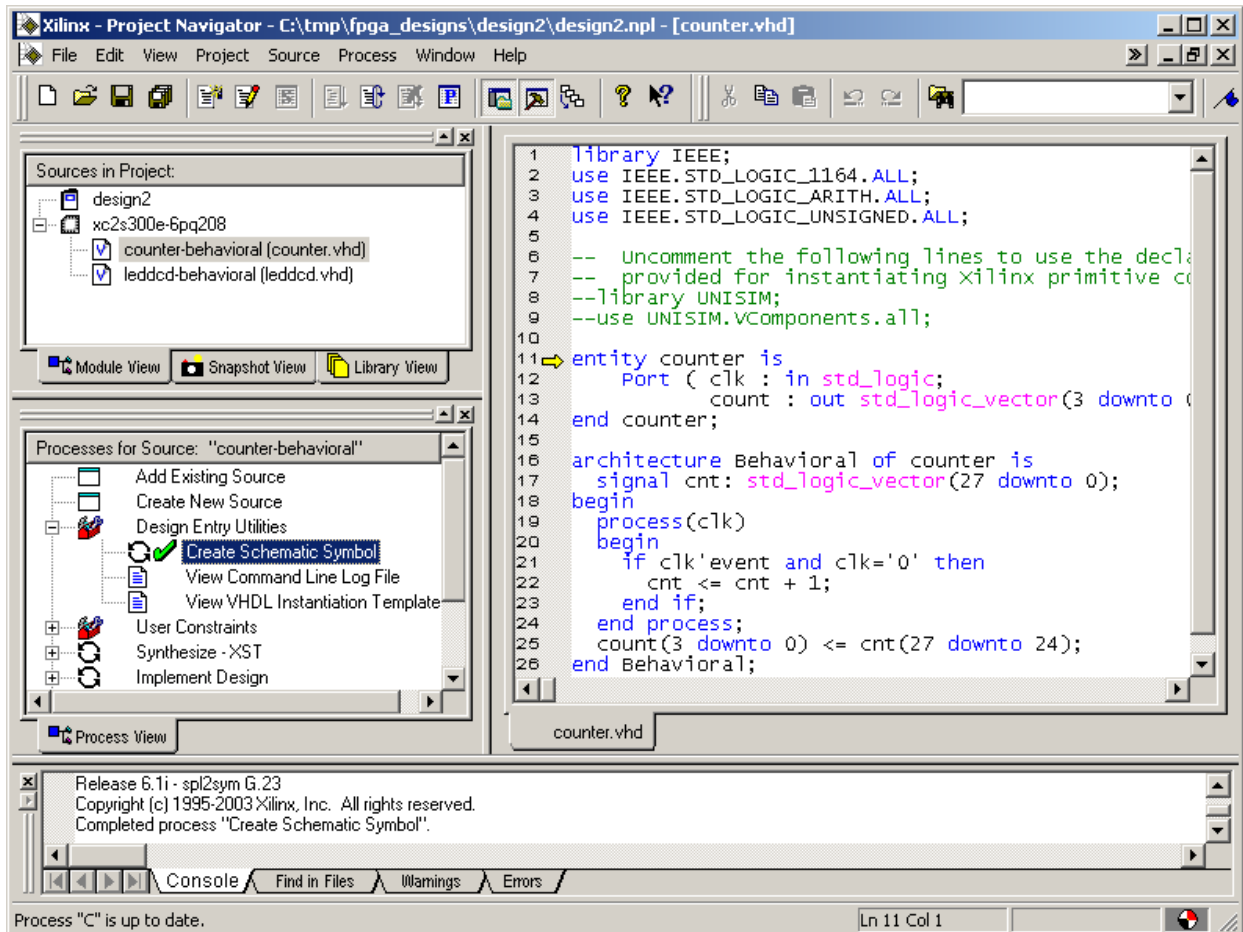 Xilinx - Project Navigator - C:\tmp\fpga_designs\design2\design2.npl - [counter.vhd]
File Edit View Project Source Process Window Help
Sources in Project:
design2
xc2s300e-6pq208
counter-behavioral (counter.vhd)
leddcd-behavioral (leddcd.vhd)
Module View Snapshot View Library View
Processes for Source: "counter-behavioral"
Add Existing Source
Create New Source
Design Entry Utilities
Create Schematic Symbol
View Command Line Log File
View VHDL Instantiation Template
User Constraints
Synthesize - XST
Implement Design
Process View
1 library IEEE;
2 use IEEE.STD_LOGIC_1164.ALL;
3 use IEEE.STD_LOGIC_ARITH.ALL;
4 use IEEE.STD_LOGIC_UNSIGNED.ALL;
5
6 -- Uncomment the following lines to use the decla
7 -- provided for instantiating Xilinx primitive co
8 --library UNISIM;
9 --use UNISIM.VComponents.all;
10
11 entity counter is
12 Port ( clk : in std_logic;
13 count : out std_logic_vector(3 downto 0
14 end counter;
15
16 architecture Behavioral of counter is
17 signal cnt: std_logic_vector(27 downto 0);
18 begin
19 process(clk)
20 begin
21 if clk'event and clk='0' then
22 cnt <= cnt + 1;
23 end if;
24 end process;
25 count(3 downto 0) <= cnt(27 downto 24);
26 end Behavioral;
counter.vhd
Release 6.1i - spl2sym G.23
Copyright (c) 1995-2003 Xilinx, Inc. All rights reserved.
Completed process "Create Schematic Symbol".
Console Find in Files Warnings Errors
Process "C" is up to date. Ln 11 Col 1